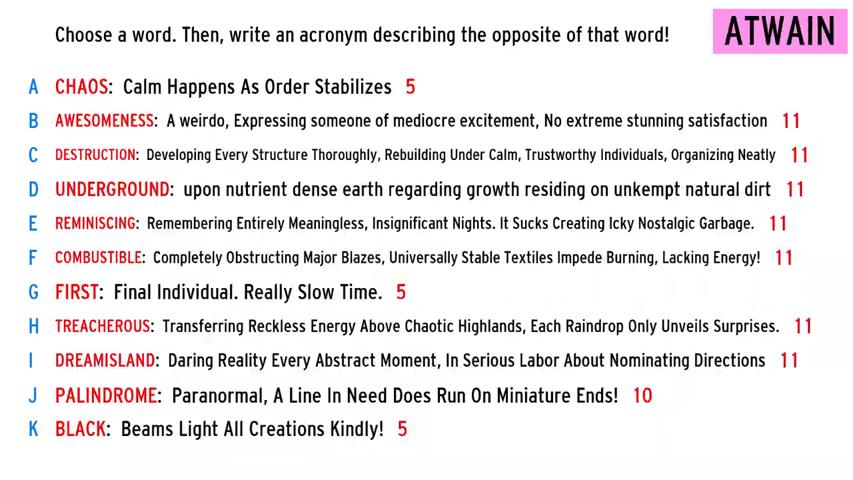 Choose a word. Then, write an acronym describing the opposite of that word!
ATWAIN
A CHAOS: Calm Happens As Order Stabilizes 5
B AWESOMENESS: A weirdo, Expressing someone of mediocre excitement, No extreme stunning satisfaction 11
C DESTRUCTION: Developing Every Structure Thoroughly, Rebuilding Under Calm, Trustworthy Individuals, Organizing Neatly 11
D UNDERGROUND: upon nutrient dense earth regarding growth residing on unkempt natural dirt 11
E REMINISCING: Remembering Entirely Meaningless, Insignificant Nights. It Sucks Creating Icky Nostalgic Garbage. 11
F COMBUSTIBLE: Completely Obstructing Major Blazes, Universally Stable Textiles Impede Burning, Lacking Energy! 11
G FIRST: Final Individual. Really Slow Time. 5
H TREACHEROUS: Transferring Reckless Energy Above Chaotic Highlands, Each Raindrop Only Unveils Surprises. 11
I DREAMISLAND: Daring Reality Every Abstract Moment, In Serious Labor About Nominating Directions 11
J PALINDROME: Paranormal, A Line In Need Does Run On Miniature Ends! 10
K BLACK: Beams Light All Creations Kindly! 5